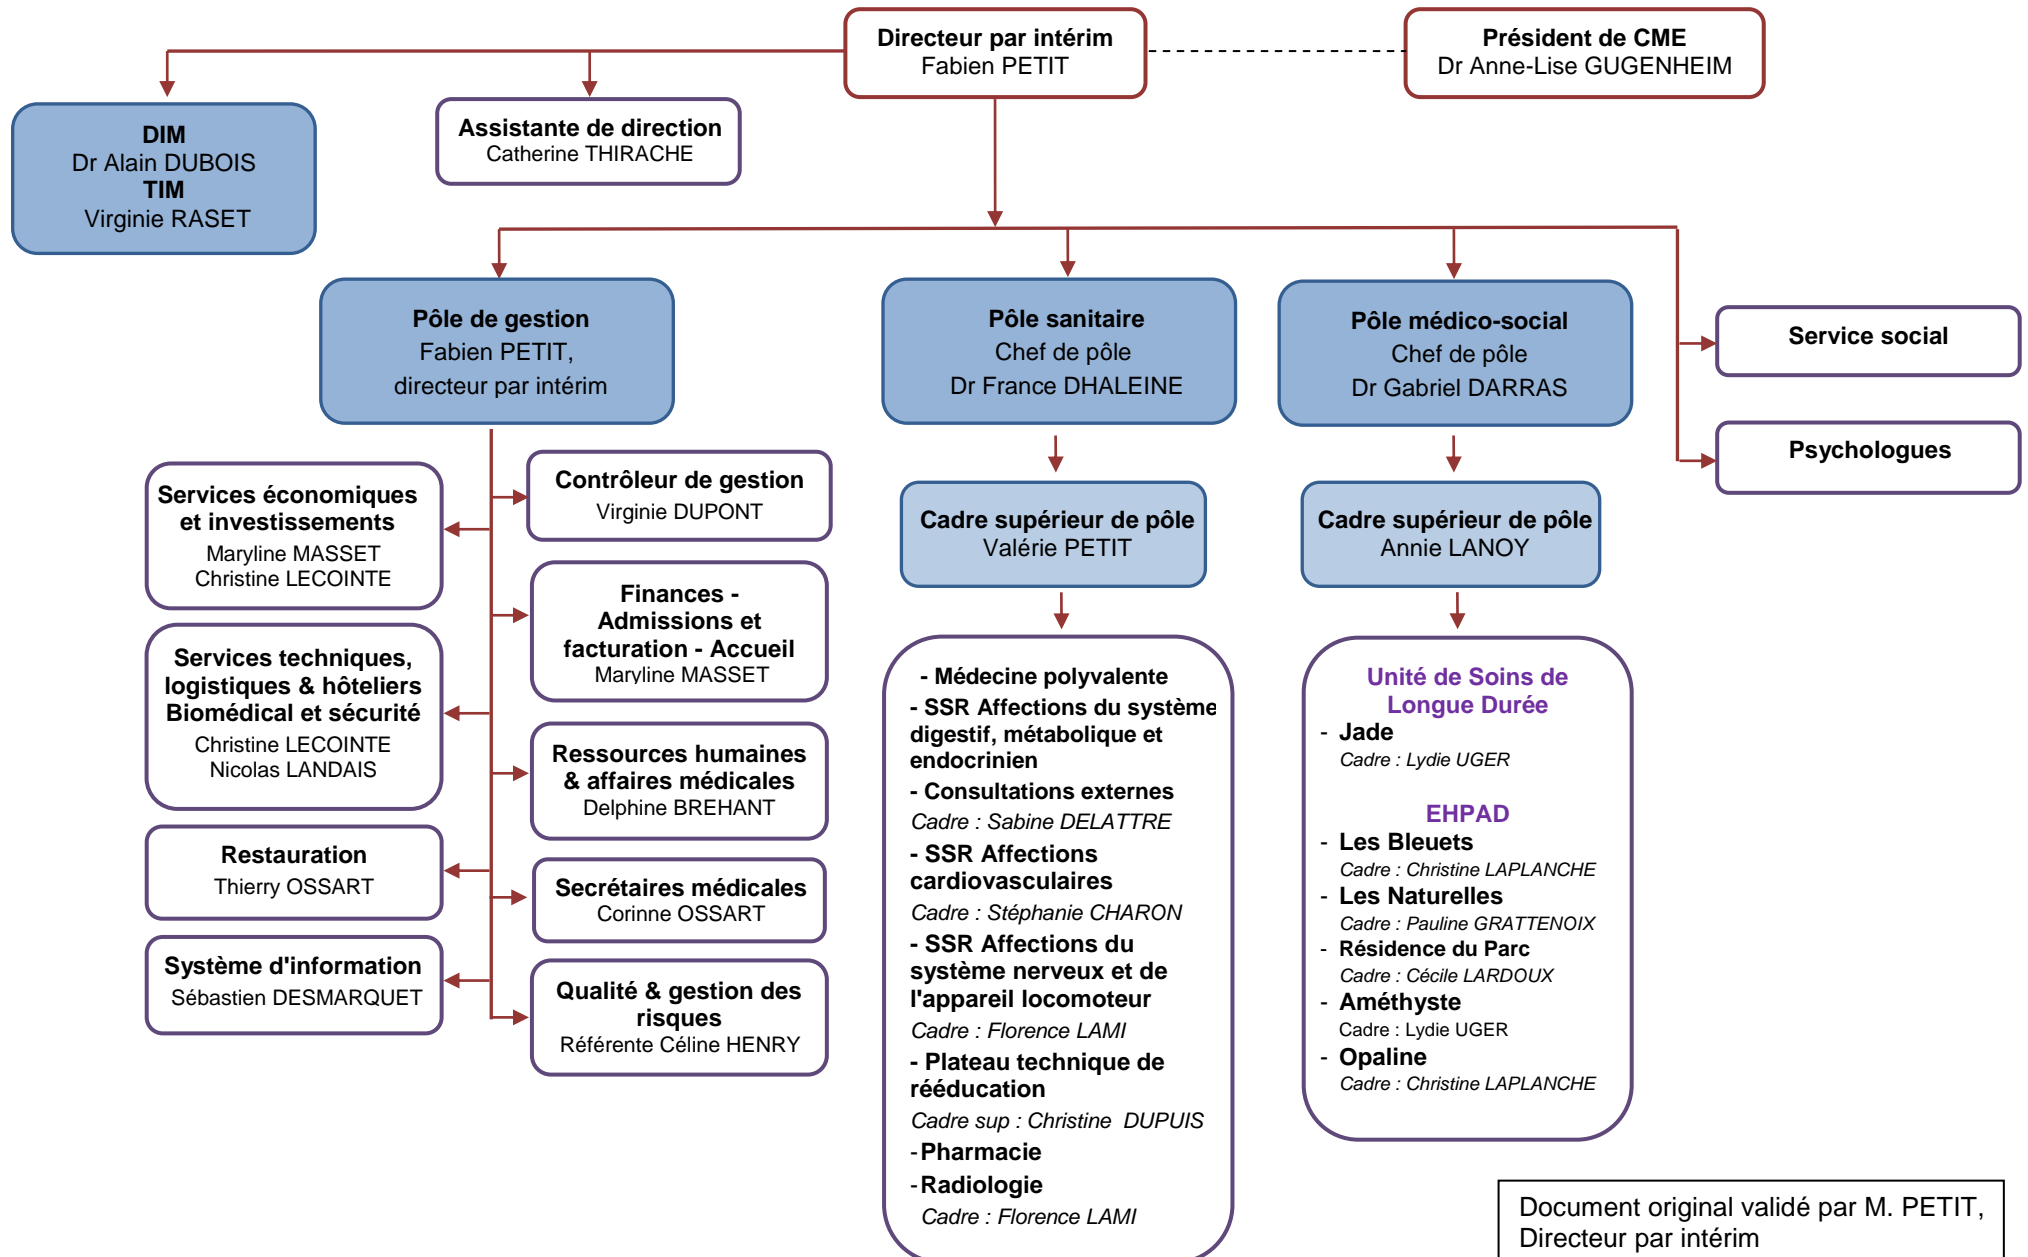 Directeur par intérim
Fabien PETIT
Président de CME
Dr Anne-Lise GUGENHEIM
DIM
Dr Alain DUBOIS
TIM
Virginie RASET
Assistante de direction
Catherine THIRACHE
Pôle de gestion
Fabien PETIT,
directeur par intérim
Pôle sanitaire
Chef de pôle
Dr France DHALEINE
Pôle médico-social
Chef de pôle
Dr Gabriel DARRAS
Service social
Psychologues
Services économiques
et investissements
Maryline MASSET
Christine LECOINTE
Services techniques,
logistiques & hôteliers
Biomédical et sécurité
Christine LECOINTE
Nicolas LANDAIS
Restauration
Thierry OSSART
Système d'information
Sébastien DESMARQUET
Contrôleur de gestion
Virginie DUPONT
Finances -
Admissions et
facturation - Accueil
Maryline MASSET
Ressources humaines
& affaires médicales
Delphine BREHANT
Secrétaires médicales
Corinne OSSART
Qualité & gestion des
risques
Référente Céline HENRY
Cadre supérieur de pôle
Valérie PETIT
- Médecine polyvalente
- SSR Affections du système
digestif, métabolique et
endocrinien
- Consultations externes
Cadre : Sabine DELATTRE
- SSR Affections
cardiovasculaires
Cadre : Stéphanie CHARON
- SSR Affections du
système nerveux et de
l'appareil locomoteur
Cadre : Florence LAMI
- Plateau technique de
rééducation
Cadre sup : Christine DUPUIS
-Pharmacie
-Radiologie
Cadre : Florence LAMI
Cadre supérieur de pôle
Annie LANOY
Unité de Soins de
Longue Durée
- Jade
Cadre : Lydie UGER
EHPAD
- Les Bleuets
Cadre : Christine LAPLANCHE
- Les Naturelles
Cadre : Pauline GRATTENOIX
- Résidence du Parc
Cadre : Cécile LARDOUX
- Améthyste
Cadre : Lydie UGER
- Opaline
Cadre : Christine LAPLANCHE
Document original validé par M. PETIT,
Directeur par intérim